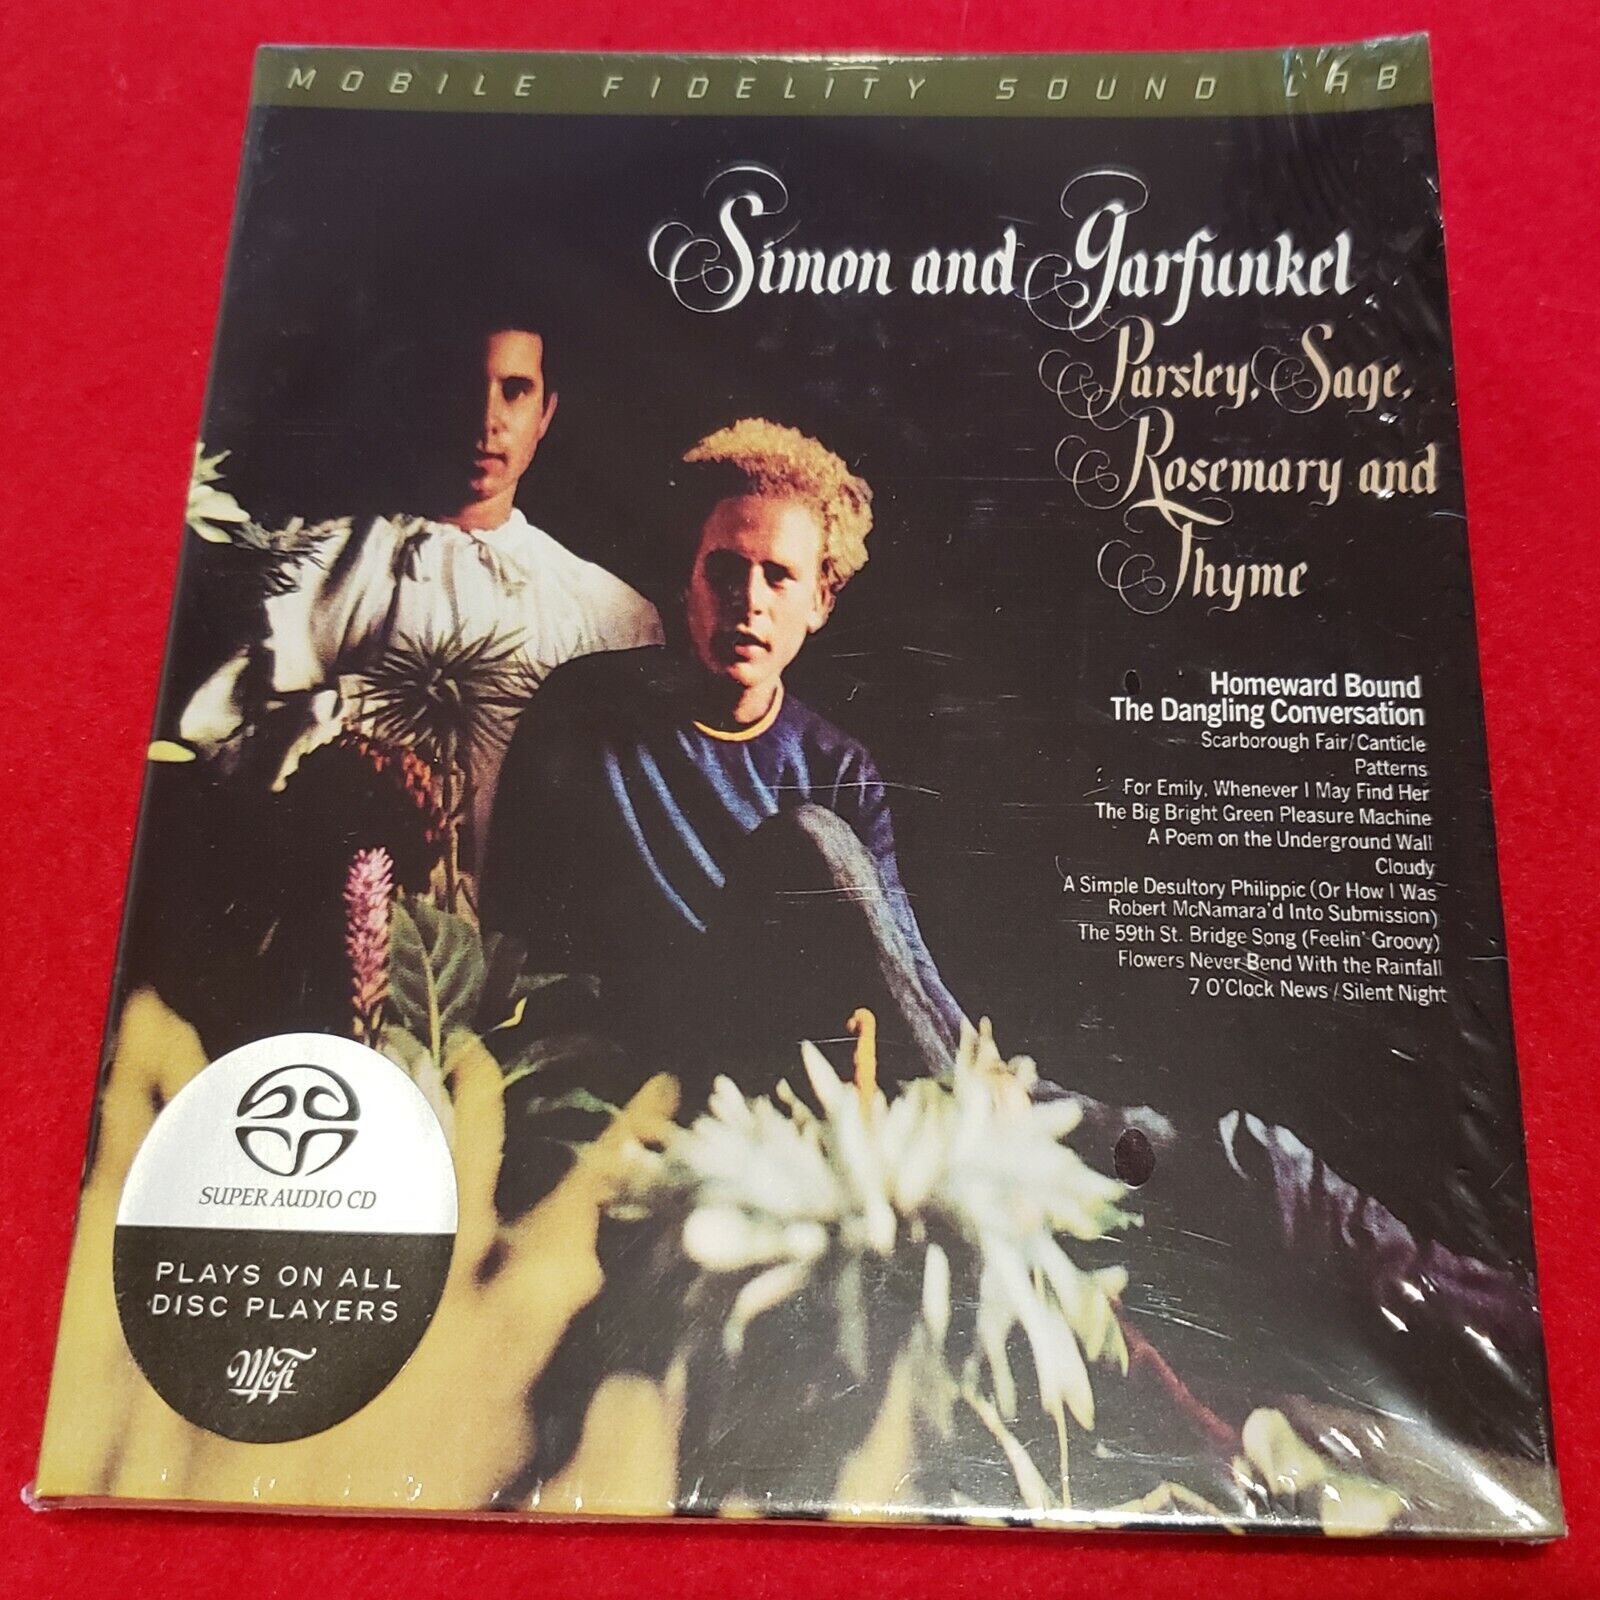 MOBILE FIDELITY SOUND LAB
Simon and Garfunkel
Parsley, Sage,
Rosemary and
Thyme
Homeward Bound
The Dangling Conversation
Scarborough Fair/Canticle
Patterns
For Emily, Whenever I May Find Her
The Big Bright Green Pleasure Machine
A Poem on the Underground Wall
Cloudy
A Simple Desultory Philippic (Or How I Was
Robert McNamara'd Into Submission)
The 59th St. Bridge Song (Feelin' Groovy)
Flowers Never Bend With the Rainfall
7 O'Clock News/Silent Night
SUPER AUDIO CD
PLAYS ON ALL
DISC PLAYERS
MoFi